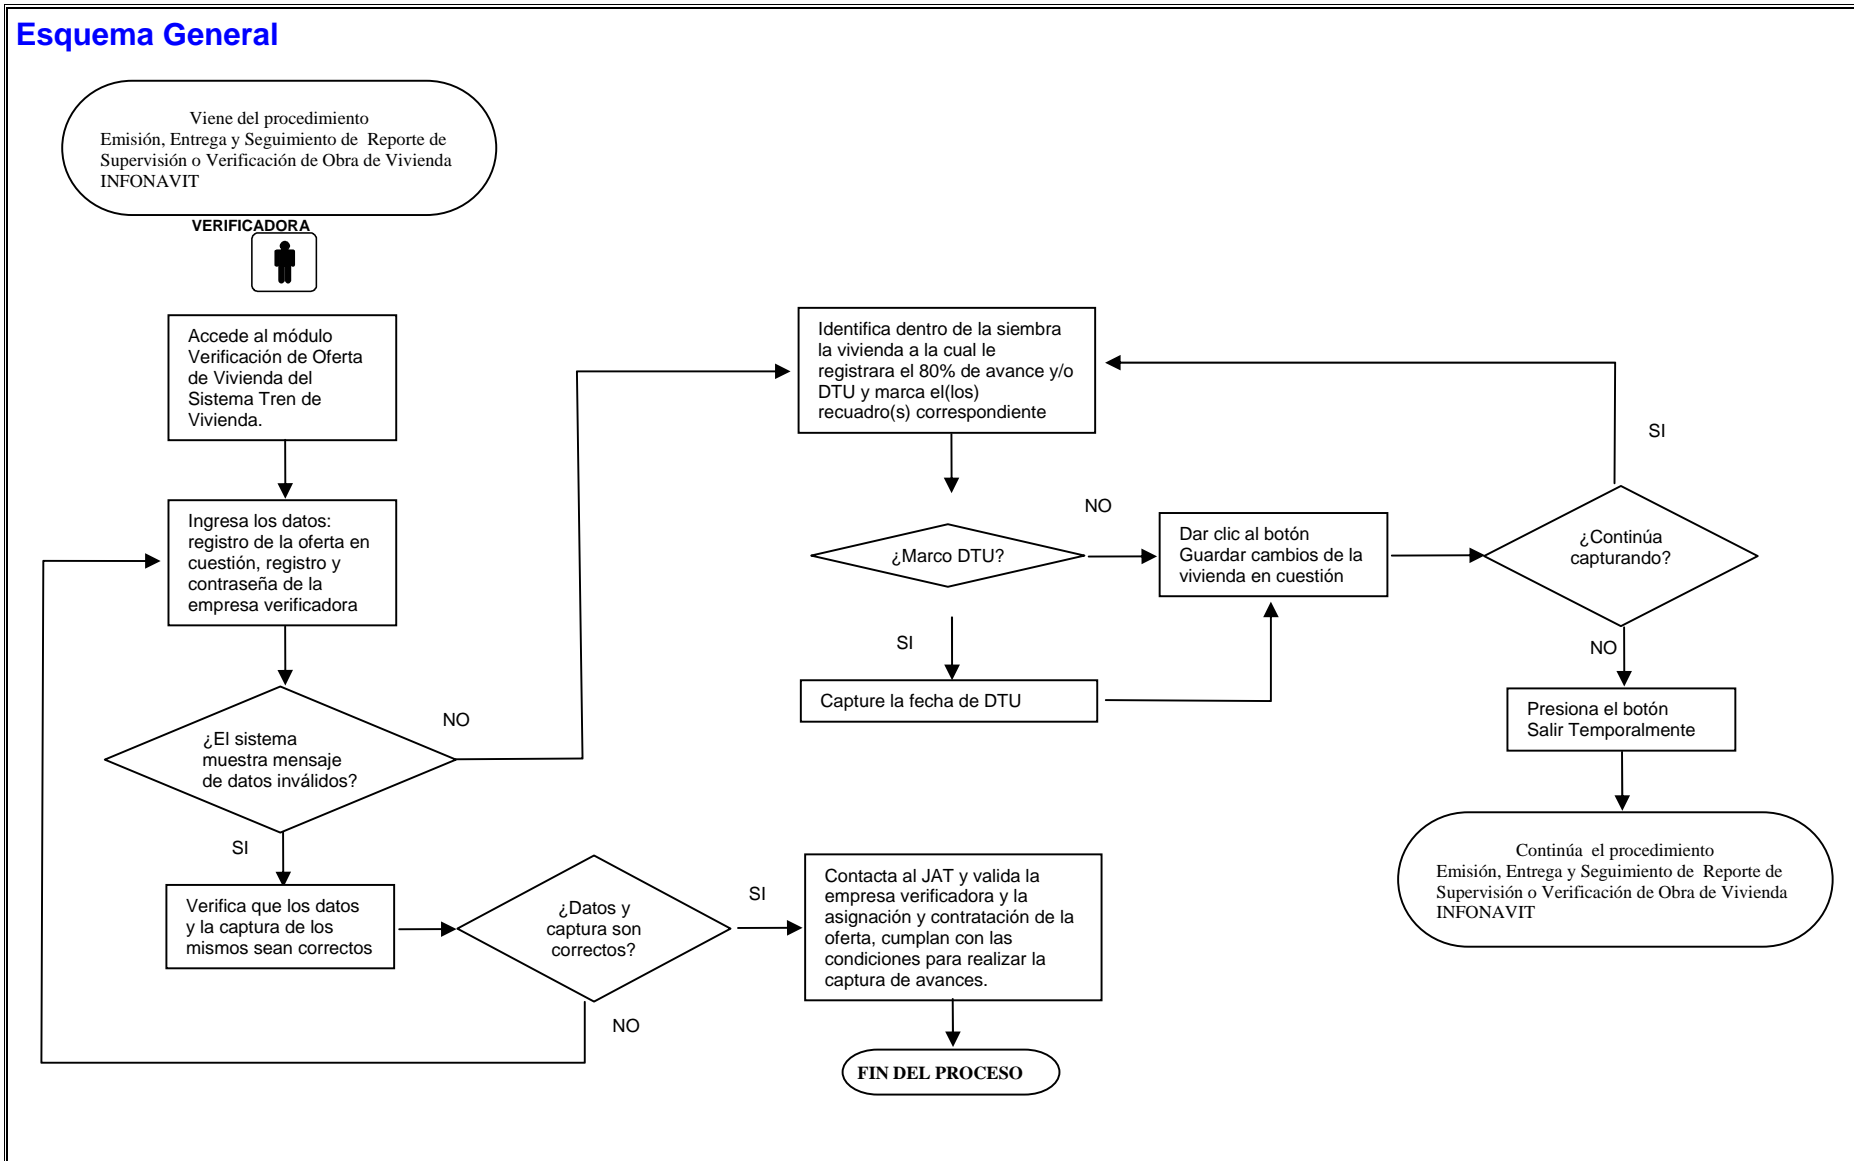 Esquema General
Viene del procedimiento
Emisión, Entrega y Seguimiento de Reporte de
Supervisión o Verificación de Obra de Vivienda
INFONAVIT
VERIFICADORA
Accede al módulo
Verificación de Oferta
de Vivienda del
Sistema Tren de
Vivienda.
Ingresa los datos:
registro de la oferta en
cuestión, registro y
contraseña de la
empresa verificadora
¿El sistema
muestra mensaje
de datos inválidos?
NO
SI
Verifica que los datos
y la captura de los
mismos sean correctos
¿Datos y
captura son
correctos?
SI
NO
Contacta al JAT y valida la
empresa verificadora y la
asignación y contratación de la
oferta, cumplan con las
condiciones para realizar la
captura de avances.
FIN DEL PROCESO
Identifica dentro de la siembra
la vivienda a la cual le
registrara el 80% de avance y/o
DTU y marca el(los)
recuadro(s) correspondiente
¿Marco DTU?
NO
SI
Capture la fecha de DTU
Dar clic al botón
Guardar cambios de la
vivienda en cuestión
¿Continúa
capturando?
SI
NO
Presiona el botón
Salir Temporalmente
Continúa el procedimiento
Emisión, Entrega y Seguimiento de Reporte de
Supervisión o Verificación de Obra de Vivienda
INFONAVIT